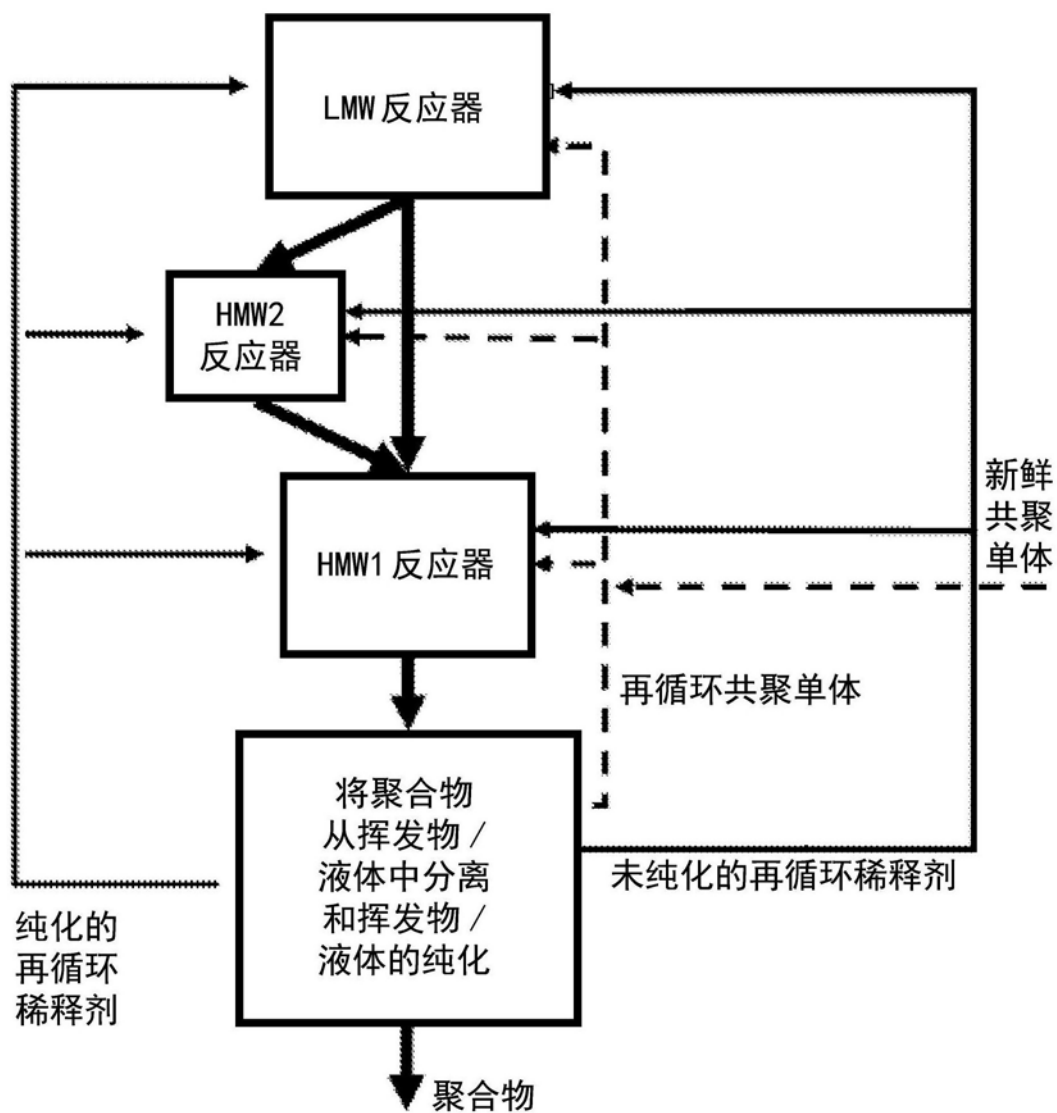 LMW 反应器
HMW2
反应器
新鲜
共聚
单体
HMW1 反应器
再循环共聚单体
将聚合物
从挥发物 /
液体中分离
和挥发物 /
液体的纯化
未纯化的再循环稀释剂
纯化的
再循环
稀释剂
聚合物